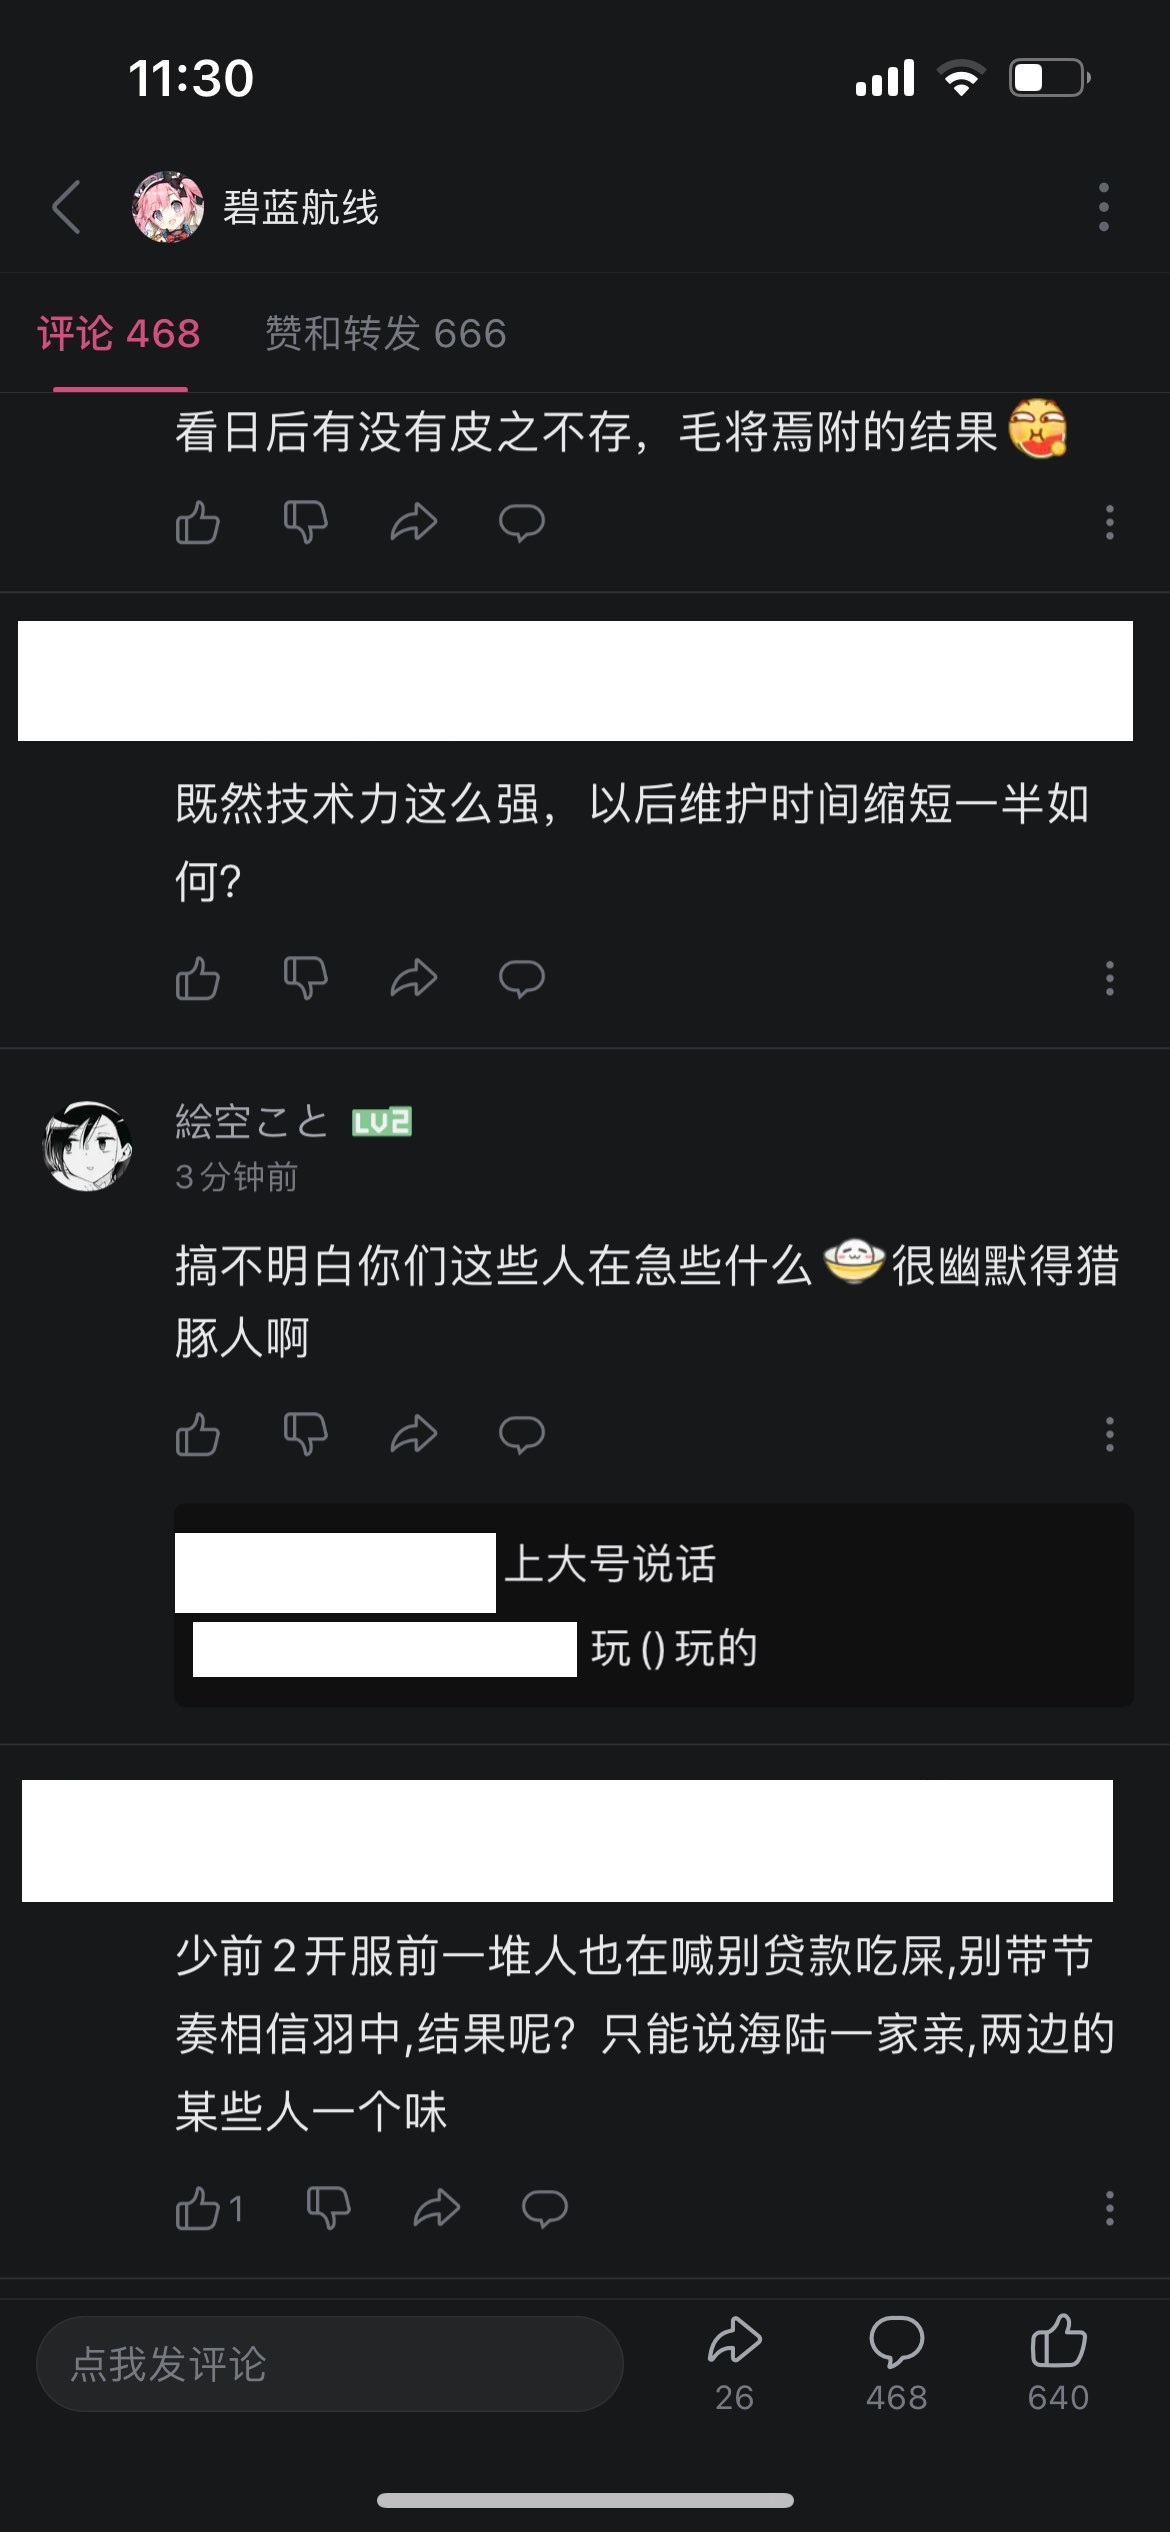 11:30
碧蓝航线
评论 468 赞和转发 666
看日后有没有皮之不存，毛将焉附的结果
既然技术力这么强，以后维护时间缩短一半如
何?
絵空こと LV2
3分钟前
搞不明白你们这些人在急些什么很幽默得猎
豚人啊
上大号说话
玩()玩的
少前2开服前一堆人也在喊别贷款吃屎,别带节
奏相信羽中,结果呢？只能说海陆一家亲,两边的
某些人一个味
1
点我发评论
26 468 640